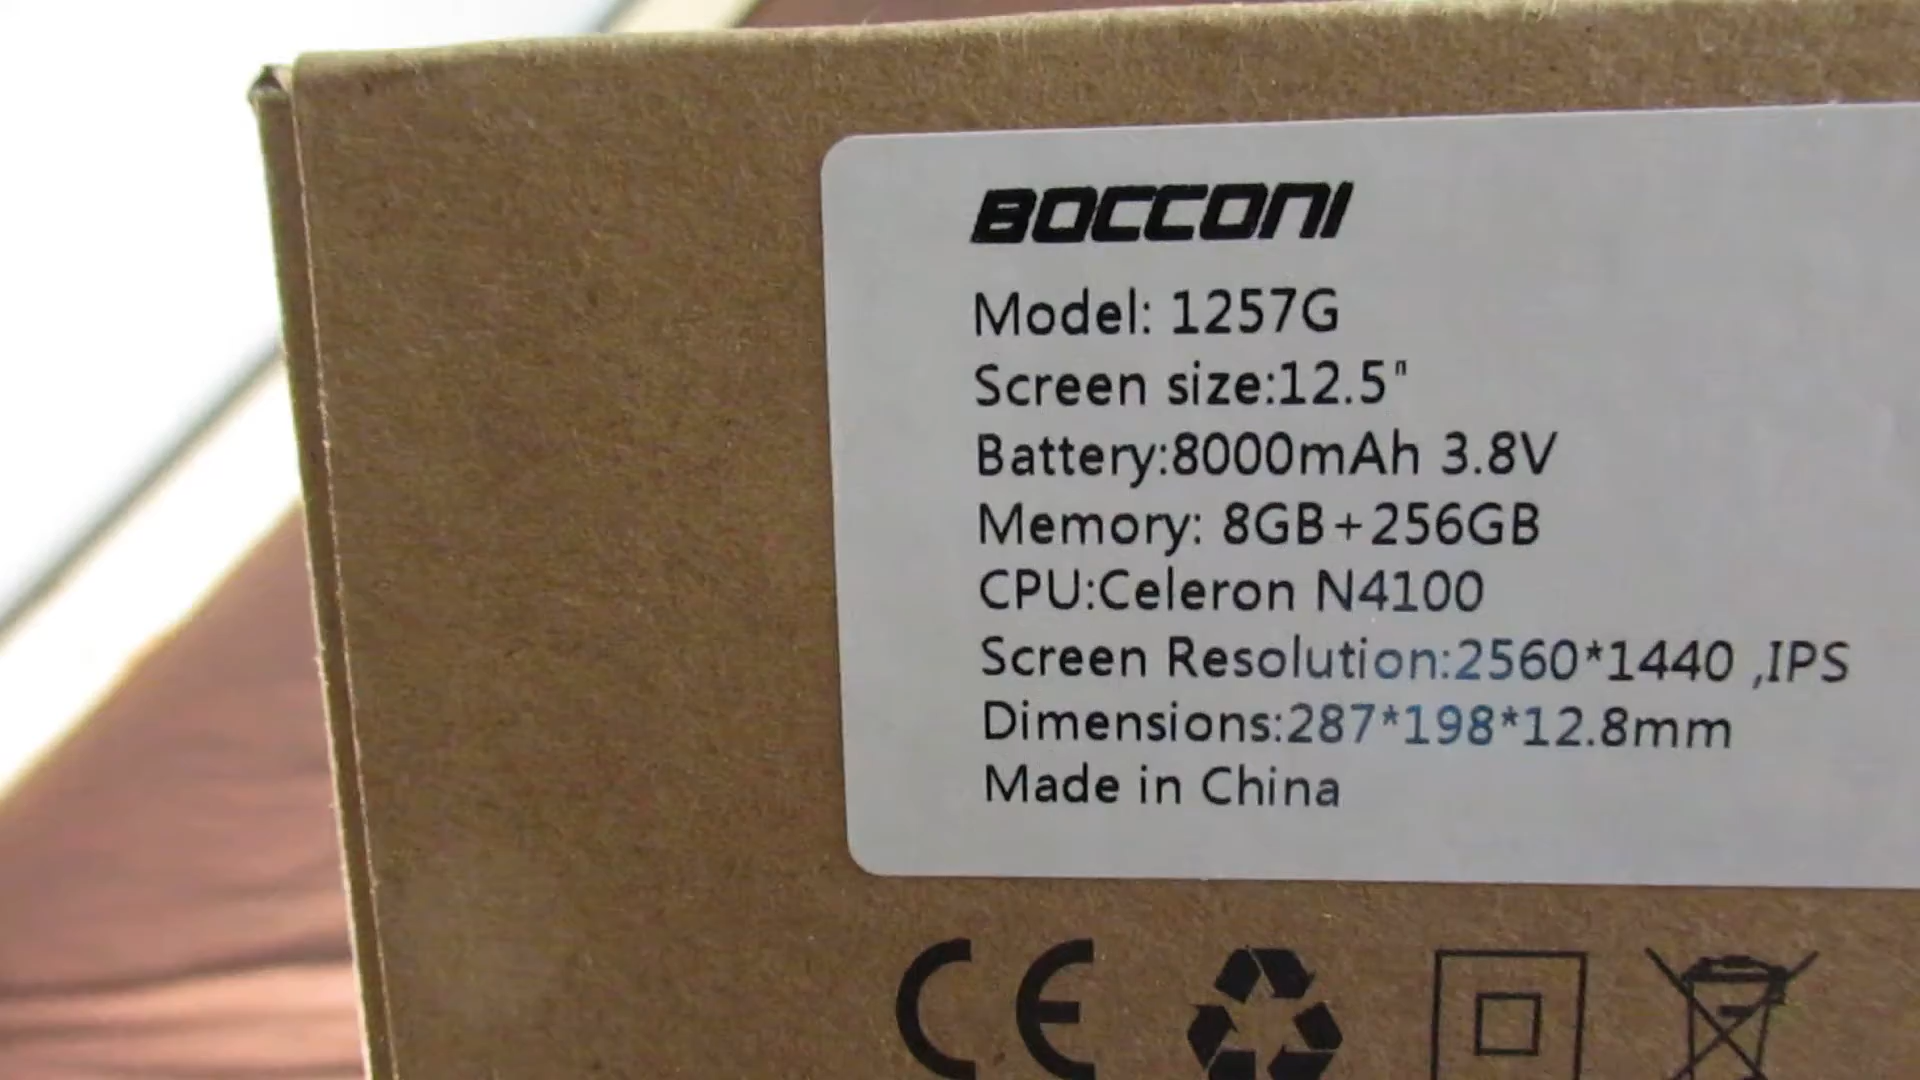 BOCCONI
Model: 1257G
Screen size:12.5"
Battery:8000mAh 3.8V
Memory: 8GB+256GB
CPU:Celeron N4100
Screen Resolution:2560*1440 ,IPS
Dimensions:287*198*12.8mm
Made in China
CE